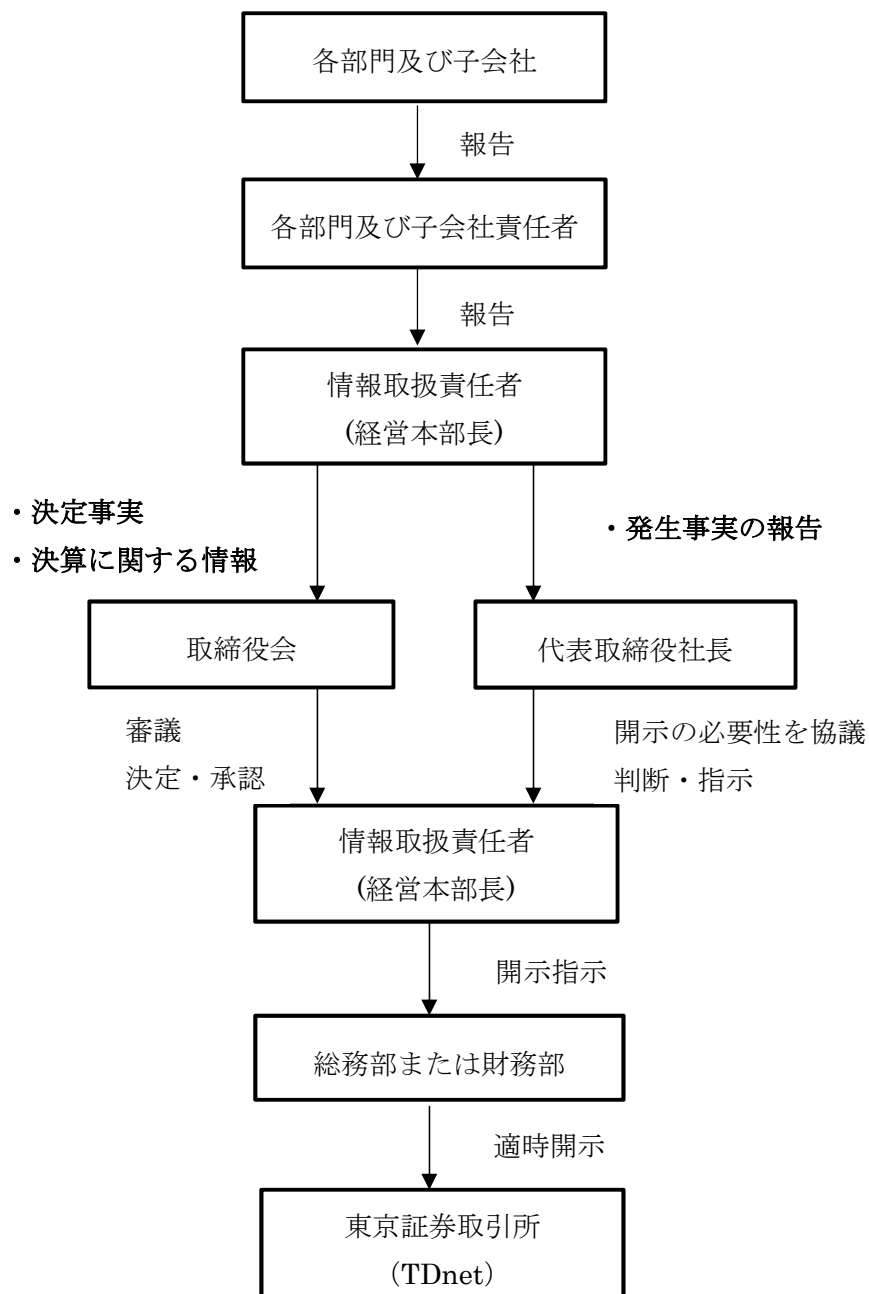 各部門及び子会社
報告
各部門及び子会社責任者
報告
情報取扱責任者
(経営本部長)
・決定事実
・決算に関する情報
・発生事実の報告
取締役会
代表取締役社長
審議
決定・承認
開示の必要性を協議
判断・指示
情報取扱責任者
(経営本部長)
開示指示
総務部または財務部
適時開示
東京証券取引所
（TDnet）